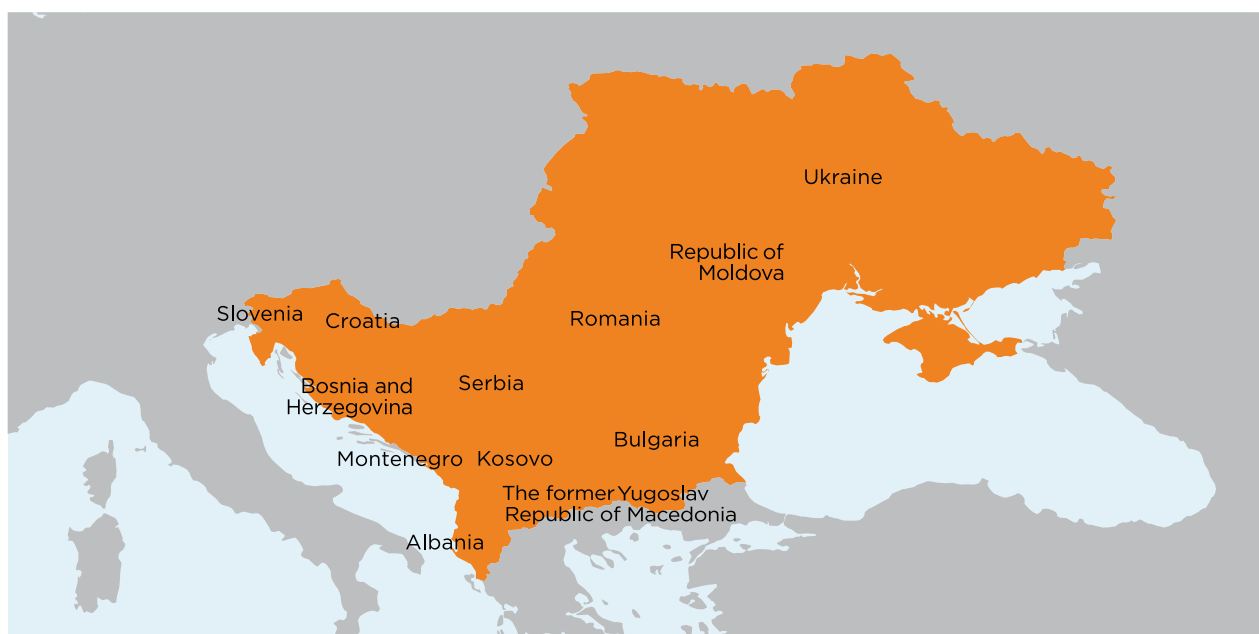 Ukraine
Republic of
Moldova
Slovenia
Croatia
Romania
Bosnia and
Herzegovina
Serbia
Bulgaria
Montenegro
Kosovo
The former Yugoslav
Republic of Macedonia
Albania